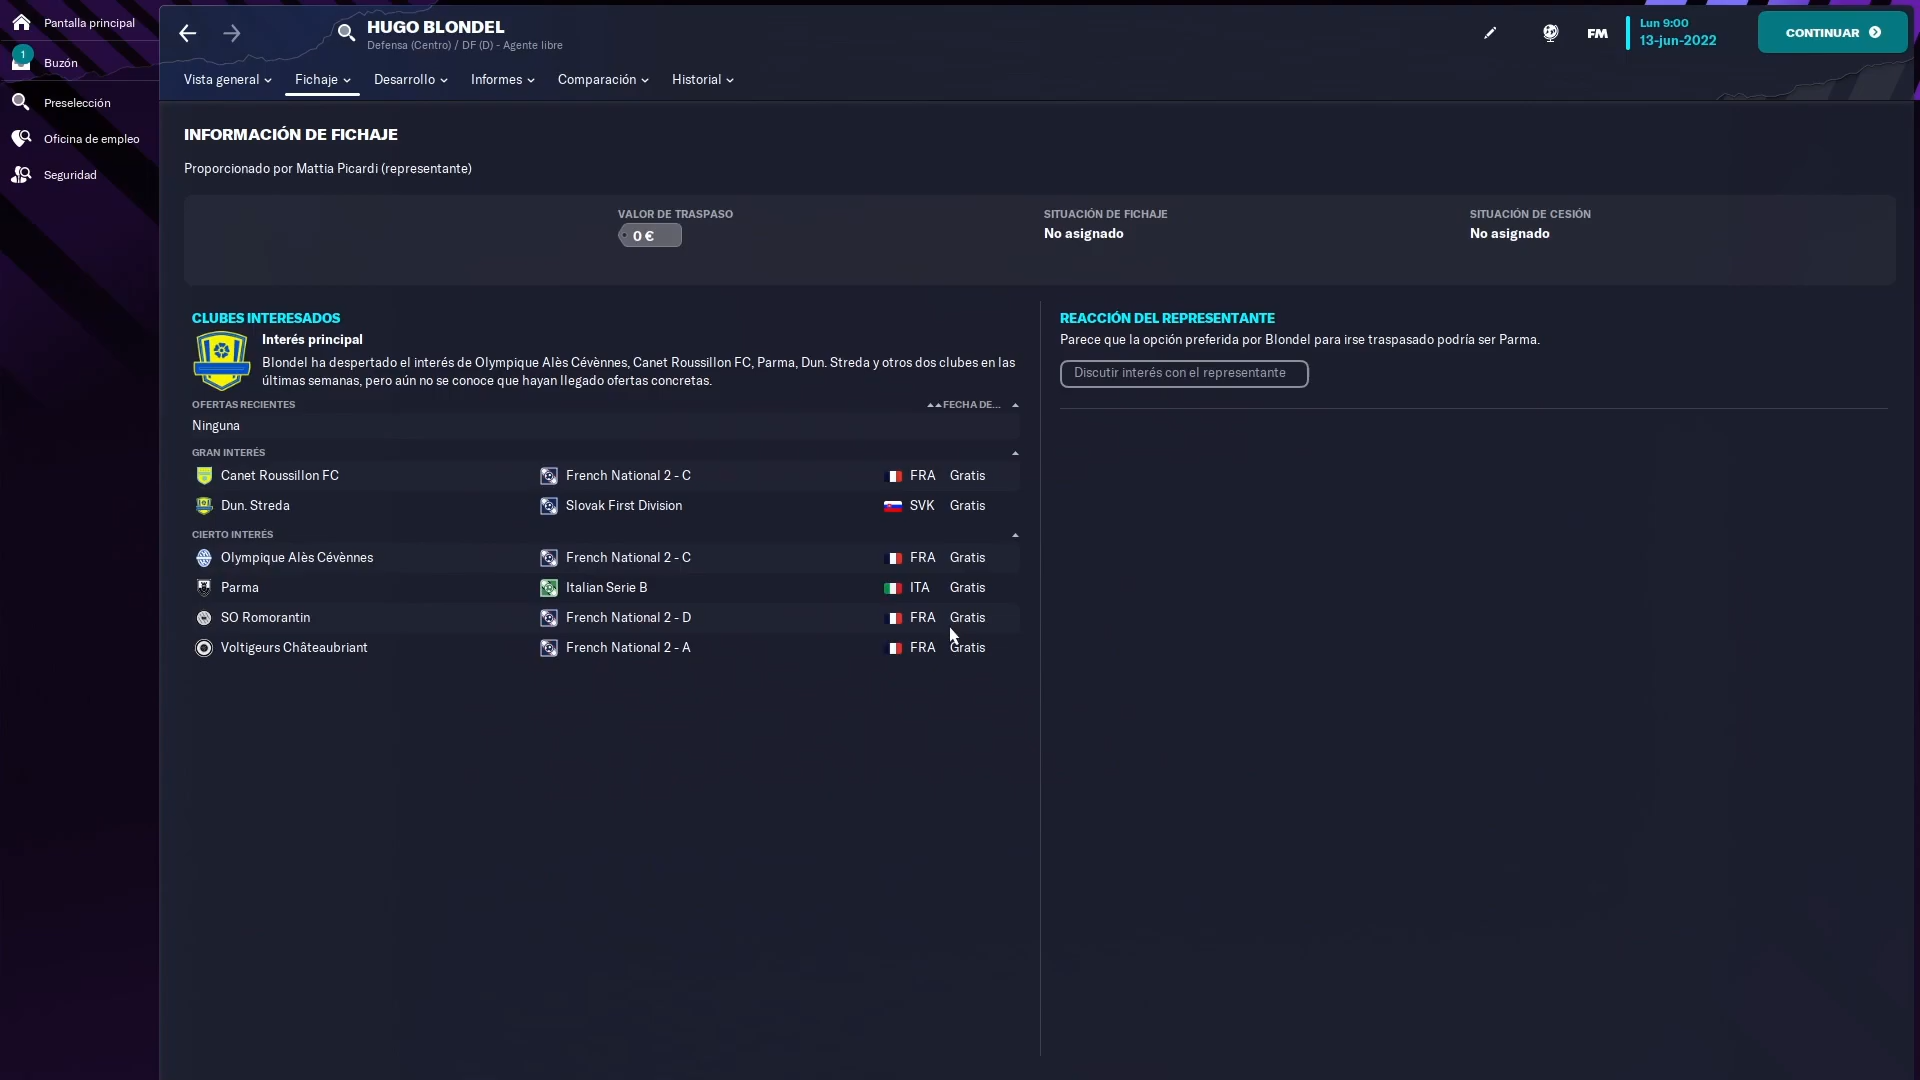 Pantalla principal
1
Buzón
Preselección
Oficina de empleo
Seguridad
HUGO BLONDEL
Defensa (Centro) / DF (D) - Agente libre
FM
Lun 9:00
13-jun-2022
CONTINUAR
Vista general
Fichaje
Desarrollo
Informes
Comparación
Historial
INFORMACIÓN DE FICHAJE
Proporcionado por Mattia Picardi (representante)
VALOR DE TRASPASO
0 €
SITUACIÓN DE FICHAJE
No asignado
SITUACIÓN DE CESIÓN
No asignado
CLUBES INTERESADOS
Interés principal
Blondel ha despertado el interés de Olympique Alès Cévènnes, Canet Roussillon FC, Parma, Dun. Streda y otros dos clubes en las
últimas semanas, pero aún no se conoce que hayan llegado ofertas concretas.
OFERTAS RECIENTES FECHA DE...
Ninguna
GRAN INTERÉS
Canet Roussillon FC French National 2 - C FRA Gratis
Dun. Streda Slovak First Division SVK Gratis
CIERTO INTERÉS
Olympique Alès Cévènnes French National 2 - C FRA Gratis
Parma Italian Serie B ITA Gratis
SO Romorantin French National 2 - D FRA Gratis
Voltigeurs Châteaubriant French National 2 - A FRA Gratis
REACCIÓN DEL REPRESENTANTE
Parece que la opción preferida por Blondel para irse traspasado podría ser Parma.
Discutir interés con el representante